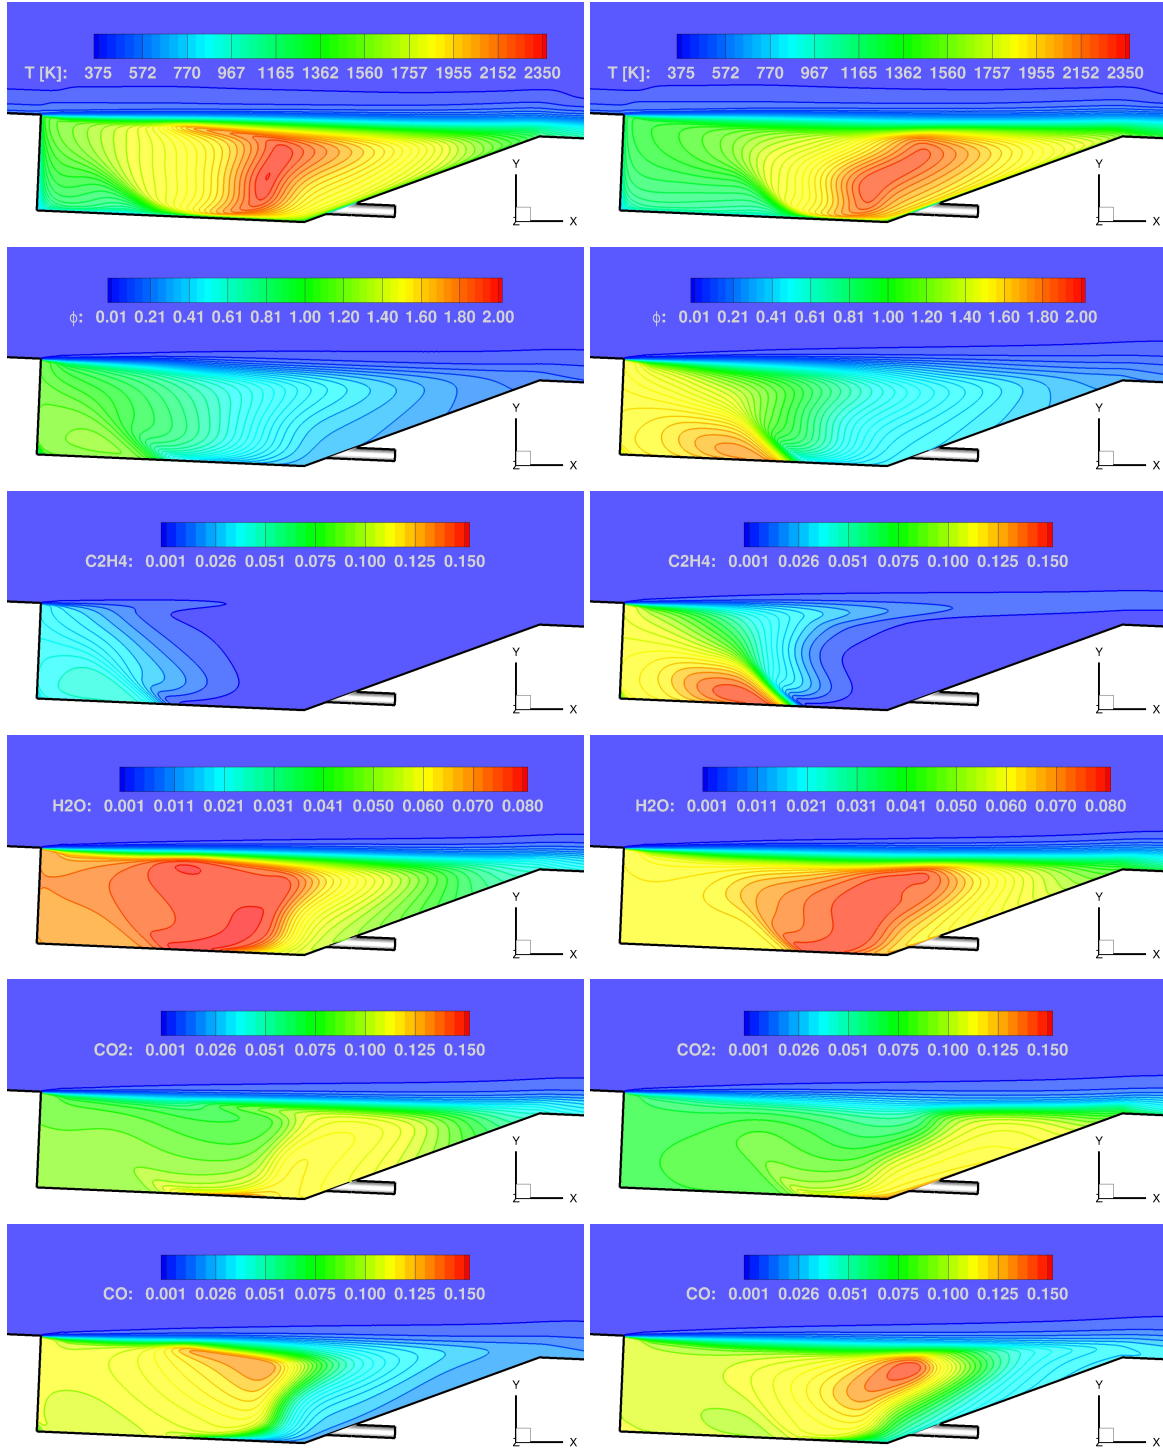 T [K]: 375 572 770 967 1165 1362 1560 1757 1955 2152 2350
Y
Z X
T [K]: 375 572 770 967 1165 1362 1560 1757 1955 2152 2350
Y
Z X
ϕ: 0.01 0.21 0.41 0.61 0.81 1.00 1.20 1.40 1.60 1.80 2.00
Y
Z X
ϕ: 0.01 0.21 0.41 0.61 0.81 1.00 1.20 1.40 1.60 1.80 2.00
Y
Z X
C2H4: 0.001 0.026 0.051 0.075 0.100 0.125 0.150
Y
Z X
C2H4: 0.001 0.026 0.051 0.075 0.100 0.125 0.150
Y
Z X
H2O: 0.001 0.011 0.021 0.031 0.041 0.050 0.060 0.070 0.080
Y
Z X
H2O: 0.001 0.011 0.021 0.031 0.041 0.050 0.060 0.070 0.080
Y
Z X
CO2: 0.001 0.026 0.051 0.075 0.100 0.125 0.150
Y
Z X
CO2: 0.001 0.026 0.051 0.075 0.100 0.125 0.150
Y
Z X
CO: 0.001 0.026 0.051 0.075 0.100 0.125 0.150
Y
Z X
CO: 0.001 0.026 0.051 0.075 0.100 0.125 0.150
Y
Z X